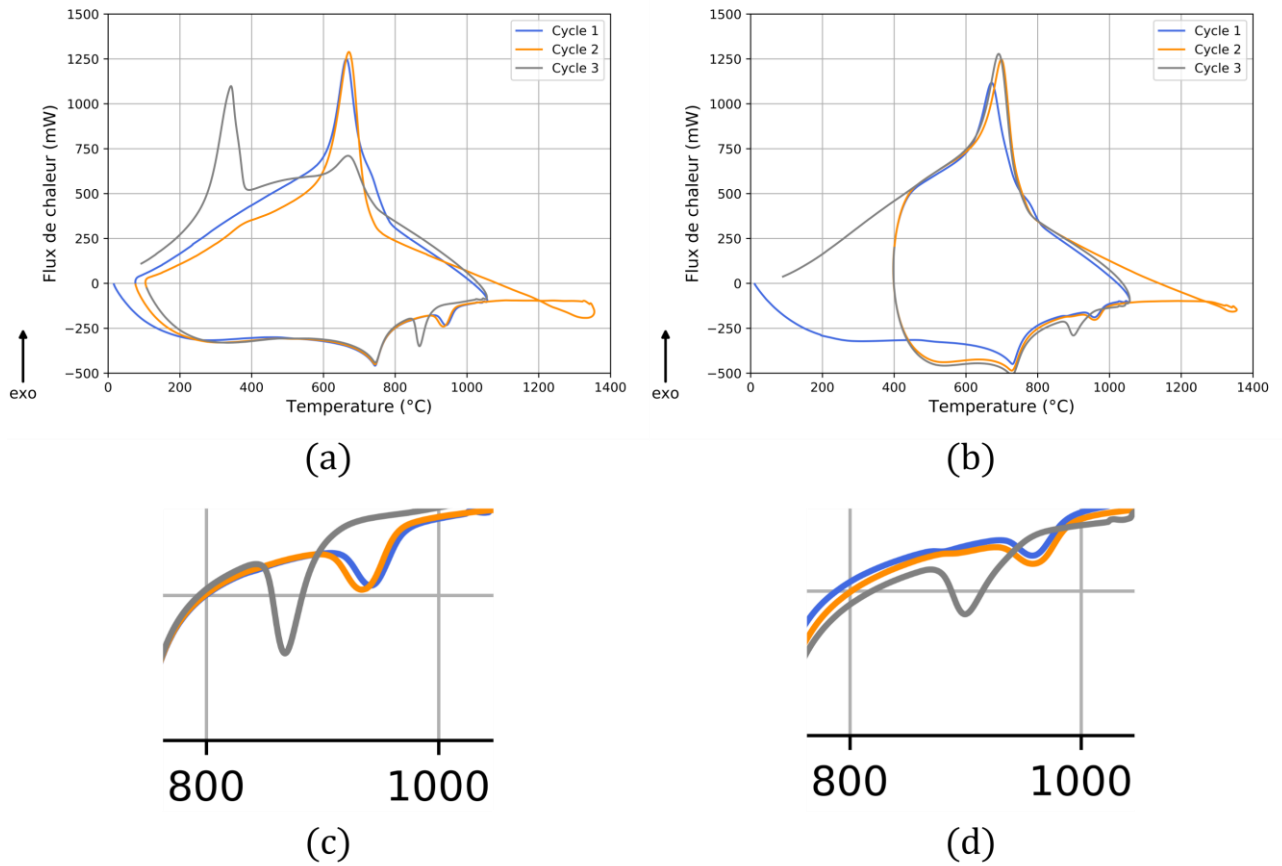 1500
1250
1000
750
500
250
0
−250
−500
Flux de chaleur (mW)
exo
0 200 400 600 800 1000 1200 1400
Temperature (°C)
Cycle 1
Cycle 2
Cycle 3
(a)
1500
1250
1000
750
500
250
0
−250
−500
Flux de chaleur (mW)
exo
0 200 400 600 800 1000 1200 1400
Temperature (°C)
Cycle 1
Cycle 2
Cycle 3
(b)
800 1000
(c)
800 1000
(d)